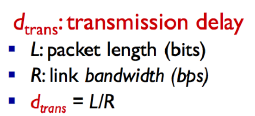 dtrans: transmission delay
▪ L: packet length (bits)
▪ R: link bandwidth (bps)
▪ dtrans = L/R